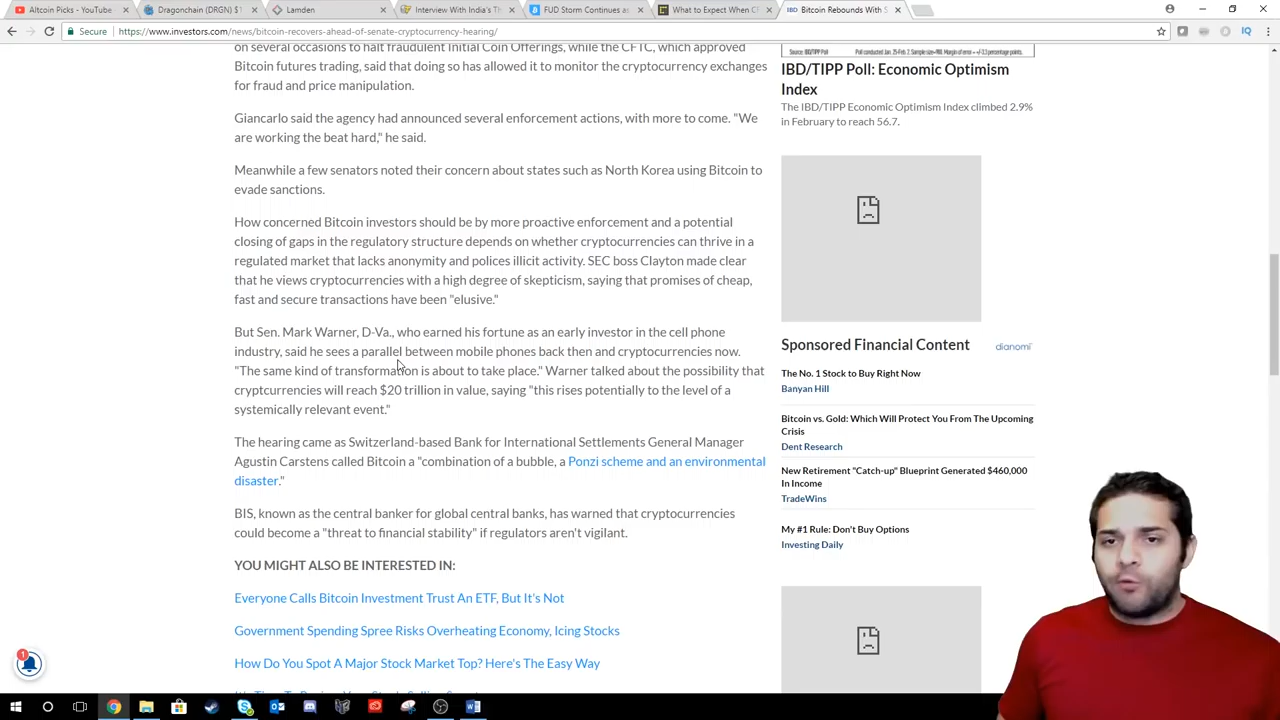 Altcoin Picks - YouTube
Dragonchain (DRGN) $1
Lamden
Interview With India's Th
FUD Storm Continues as
What to Expect When CF
IBD Bitcoin Rebounds With S
Secure https://www.investors.com/news/bitcoin-recovers-ahead-of-senate-cryptocurrency-hearing/
on several occasions to halt fraudulent Initial Coin Offerings, while the CFTC, which approved
Bitcoin futures trading, said that doing so has allowed it to monitor the cryptocurrency exchanges
for fraud and price manipulation.
Giancarlo said the agency had announced several enforcement actions, with more to come. "We
are working the beat hard," he said.
Meanwhile a few senators noted their concern about states such as North Korea using Bitcoin to
evade sanctions.
How concerned Bitcoin investors should be by more proactive enforcement and a potential
closing of gaps in the regulatory structure depends on whether cryptocurrencies can thrive in a
regulated market that lacks anonymity and polices illicit activity. SEC boss Clayton made clear
that he views cryptocurrencies with a high degree of skepticism, saying that promises of cheap,
fast and secure transactions have been "elusive."
But Sen. Mark Warner, D-Va., who earned his fortune as an early investor in the cell phone
industry, said he sees a parallel between mobile phones back then and cryptocurrencies now.
"The same kind of transformation is about to take place." Warner talked about the possibility that
cryptcurrencies will reach $20 trillion in value, saying "this rises potentially to the level of a
systemically relevant event."
The hearing came as Switzerland-based Bank for International Settlements General Manager
Agustin Carstens called Bitcoin a "combination of a bubble, a Ponzi scheme and an environmental
disaster."
BIS, known as the central banker for global central banks, has warned that cryptocurrencies
could become a "threat to financial stability" if regulators aren't vigilant.
YOU MIGHT ALSO BE INTERESTED IN:
Everyone Calls Bitcoin Investment Trust An ETF, But It's Not
Government Spending Spree Risks Overheating Economy, Icing Stocks
How Do You Spot A Major Stock Market Top? Here's The Easy Way
Source: IBD/TIPP Poll
IBD/TIPP Poll: Economic Optimism
Index
The IBD/TIPP Economic Optimism Index climbed 2.9%
in February to reach 56.7.
Sponsored Financial Content
dianomi
The No. 1 Stock to Buy Right Now
Banyan Hill
Bitcoin vs. Gold: Which Will Protect You From The Upcoming
Crisis
Dent Research
New Retirement "Catch-up" Blueprint Generated $460,000
In Income
TradeWins
My #1 Rule: Don't Buy Options
Investing Daily
1